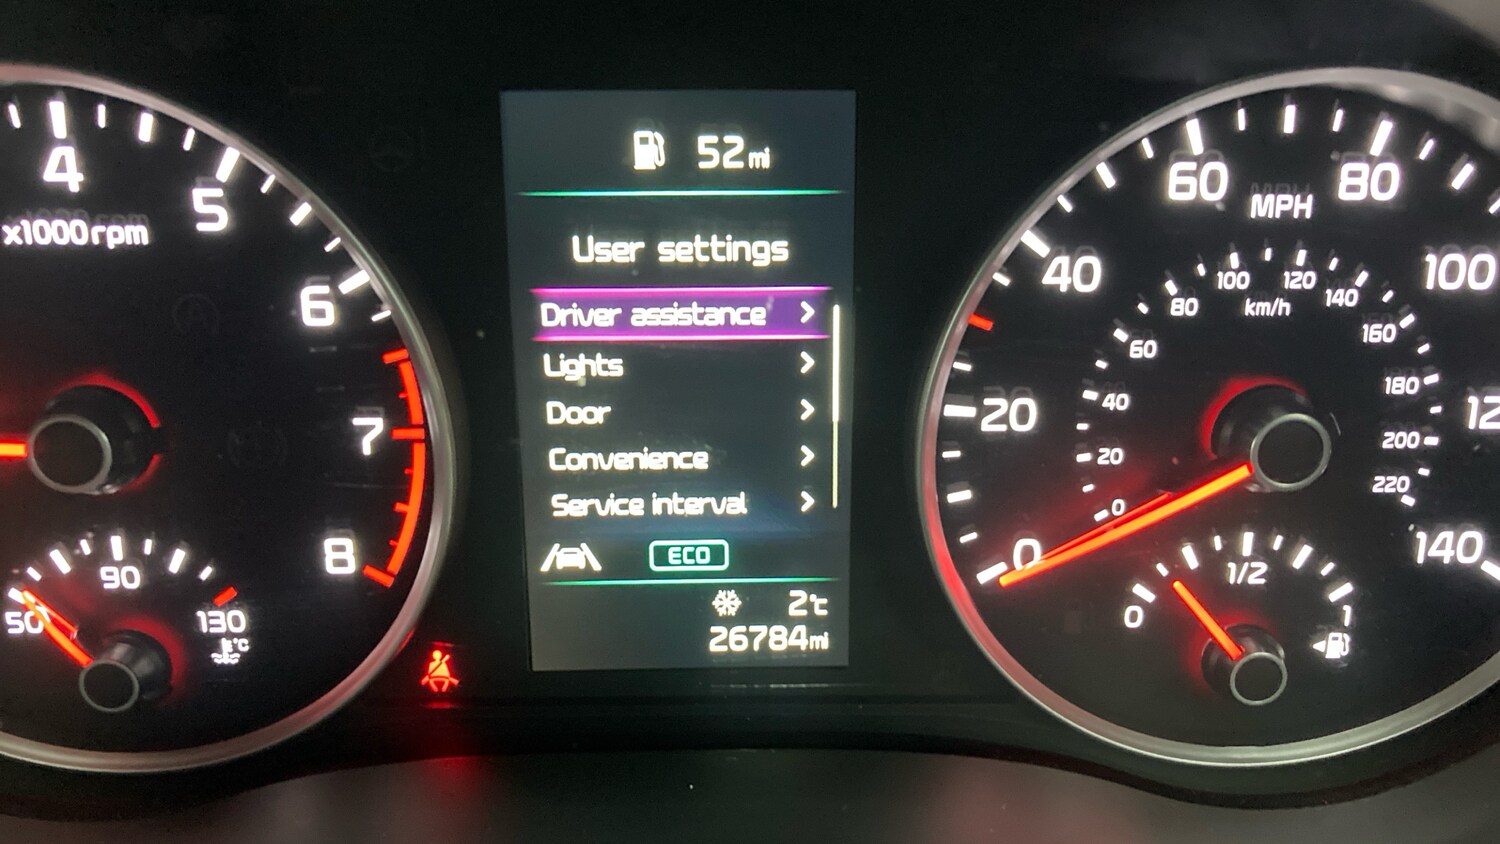 4
5
x1000rpm
6
7
8
50
90
130
°C
52mi
User settings
Driver assistance
Lights
Door
Convenience
Service interval
ECO
2°C
26784mi
0
20
40
60
80
100
12
140
MPH
0
20
40
60
80
100
120
140
160
180
200
220
km/h
0
1/2
1